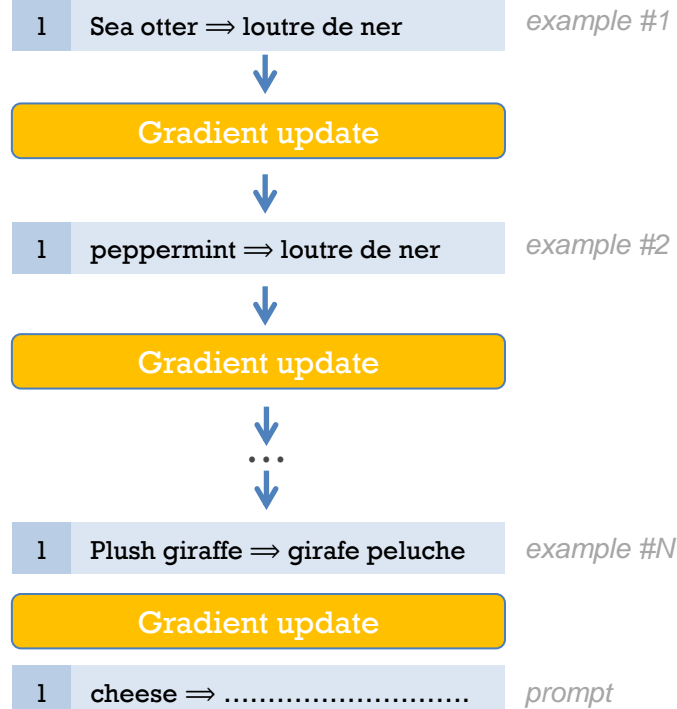 1 Sea otter ⟹ loutre de ner example #1
Gradient update
1 peppermint ⟹ loutre de ner example #2
Gradient update
...
1 Plush giraffe ⟹ girafe peluche example #N
Gradient update
1 cheese ⟹ ............................ prompt